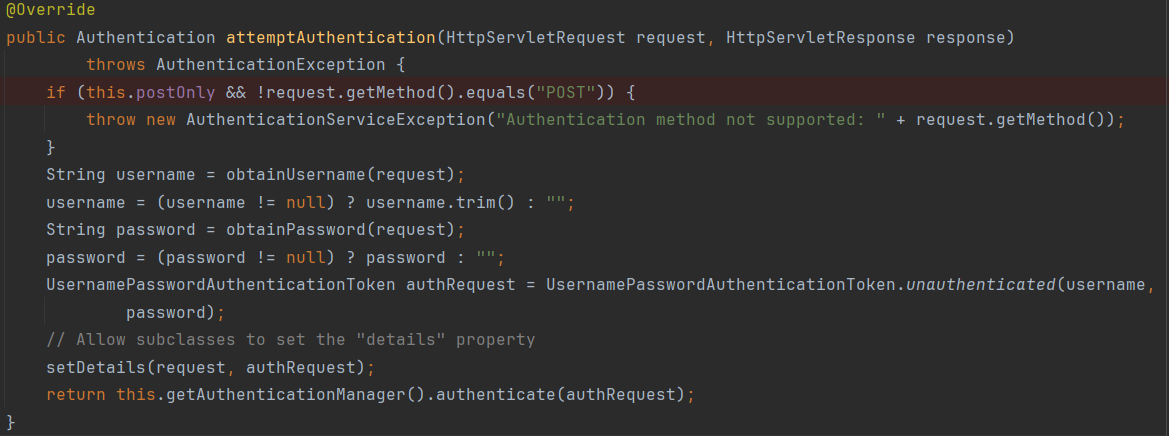 @Override
public Authentication attemptAuthentication(HttpServletRequest request, HttpServletResponse response)
        throws AuthenticationException {
    if (this.postOnly && !request.getMethod().equals("POST")) {
        throw new AuthenticationServiceException("Authentication method not supported: " + request.getMethod());
    }
    String username = obtainUsername(request);
    username = (username != null) ? username.trim() : "";
    String password = obtainPassword(request);
    password = (password != null) ? password : "";
    UsernamePasswordAuthenticationToken authRequest = UsernamePasswordAuthenticationToken.unauthenticated(username,
            password);
    // Allow subclasses to set the "details" property
    setDetails(request, authRequest);
    return this.getAuthenticationManager().authenticate(authRequest);
}